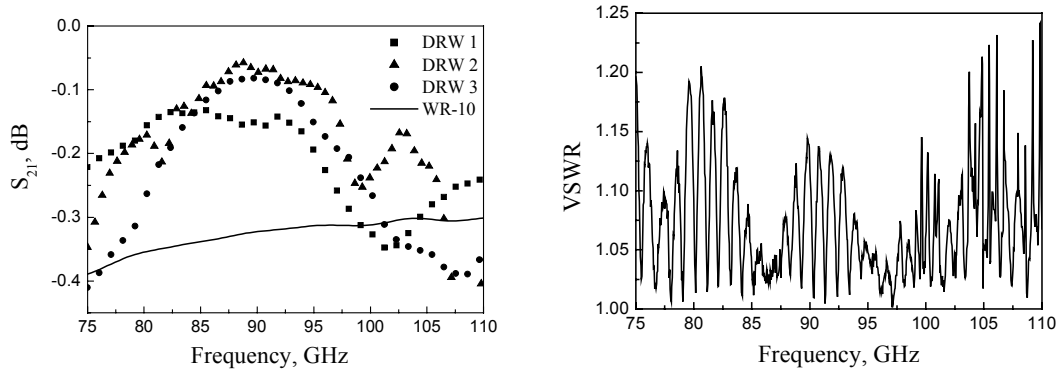 0.0
-0.1
-0.2
-0.3
-0.4
S21, dB
DRW 1
DRW 2
DRW 3
WR-10
75 80 85 90 95 100 105 110
Frequency, GHz
1.25
1.20
1.15
1.10
1.05
1.00
VSWR
75 80 85 90 95 100 105 110
Frequency, GHz